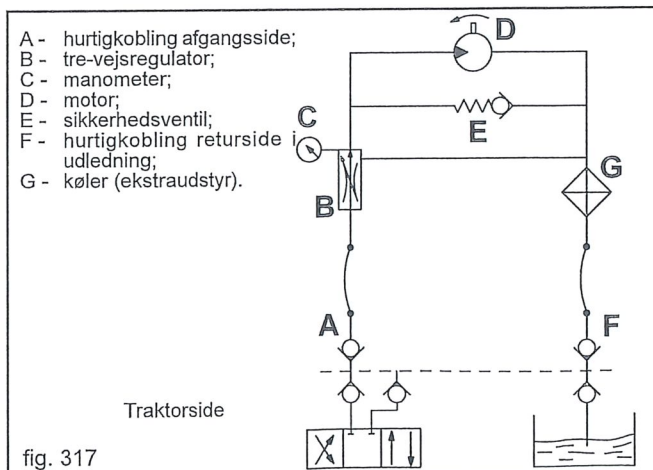 A - hurtigkobling afgangsside;
B - tre-vejsregulator;
C - manometer;
D - motor;
E - sikkerhedsventil;
F - hurtigkobling returside i
udledning;
G - køler (ekstraudstyr).
D
C
E
G
B
A
F
Traktorside
fig. 317